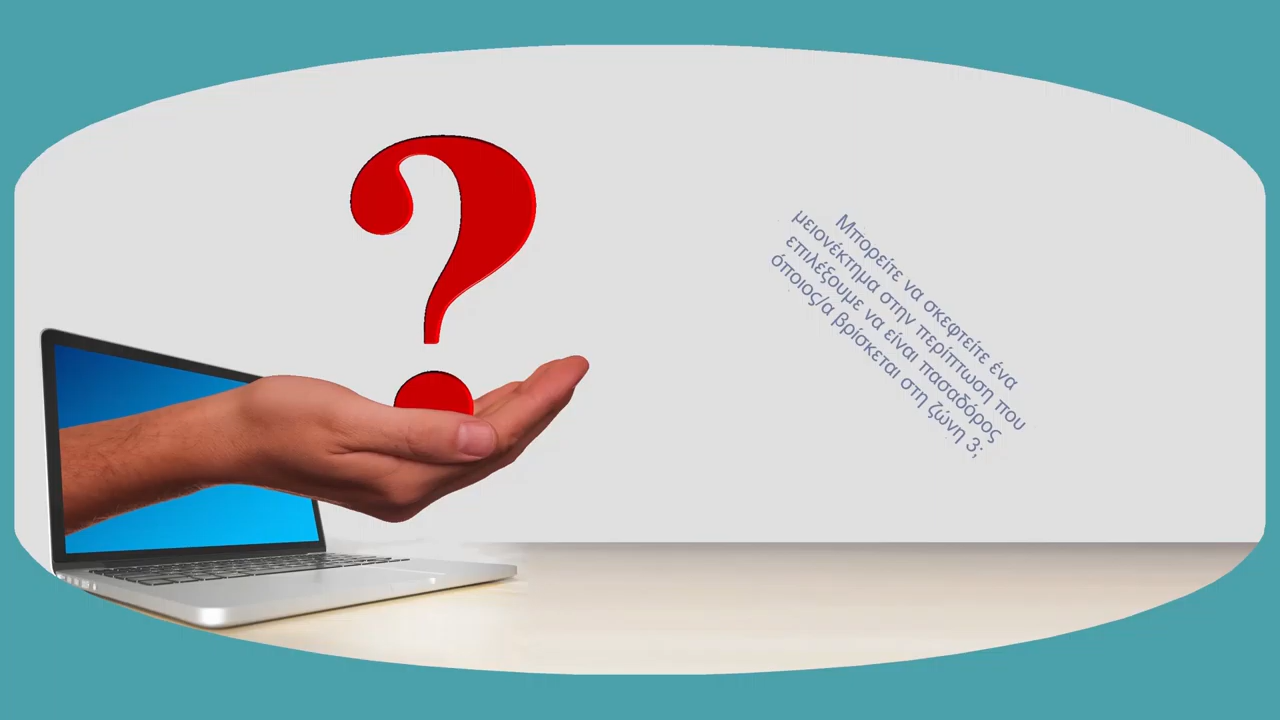 Μπορείτε να σκεφτείτε ένα
μειονέκτημα στην περίπτωση που
επιλέξουμε να είναι πασαδόρος
όποιος/α βρίσκεται στη ζώνη 3;